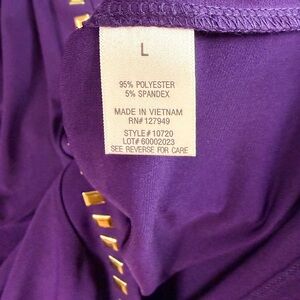 L
95% POLYESTER
5% SPANDEX
MADE IN VIETNAM
RN# 127949
STYLE# 10720
LOT# 60002023
SEE REVERSE FOR CARE